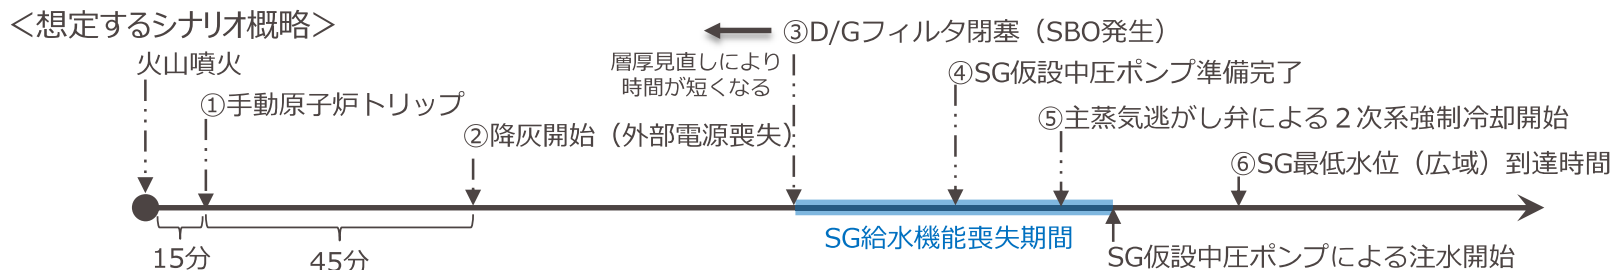 ＜想定するシナリオ概略＞
火山噴火
①手動原子炉トリップ
②降灰開始（外部電源喪失）
層厚見直しにより
時間が短くなる
③D/Gフィルタ閉塞（SBO発生）
④SG仮設中圧ポンプ準備完了
⑤主蒸気逃がし弁による２次系強制冷却開始
⑥SG最低水位（広域）到達時間
15分
45分
SG給水機能喪失期間
SG仮設中圧ポンプによる注水開始